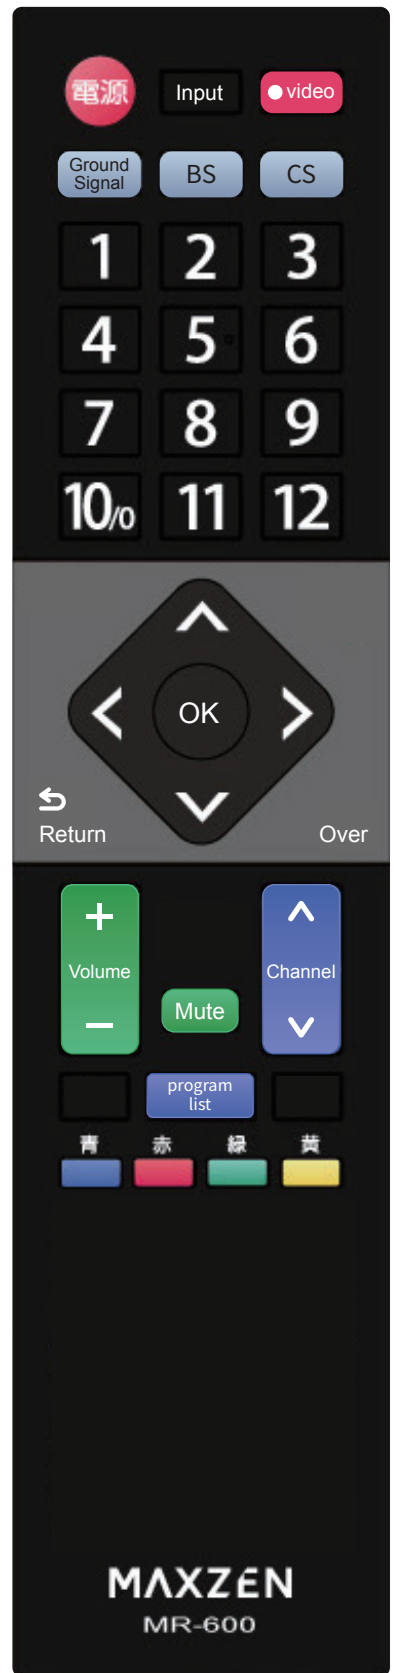 電源
Input
video
Ground
Signal
BS
CS
1
2
3
4
5
6
7
8
9
10/0
11
12
OK
Return
Over
+
Volume
−
Mute
Channel
program
list
青
赤
緑
黄
MAXZEN
MR-600